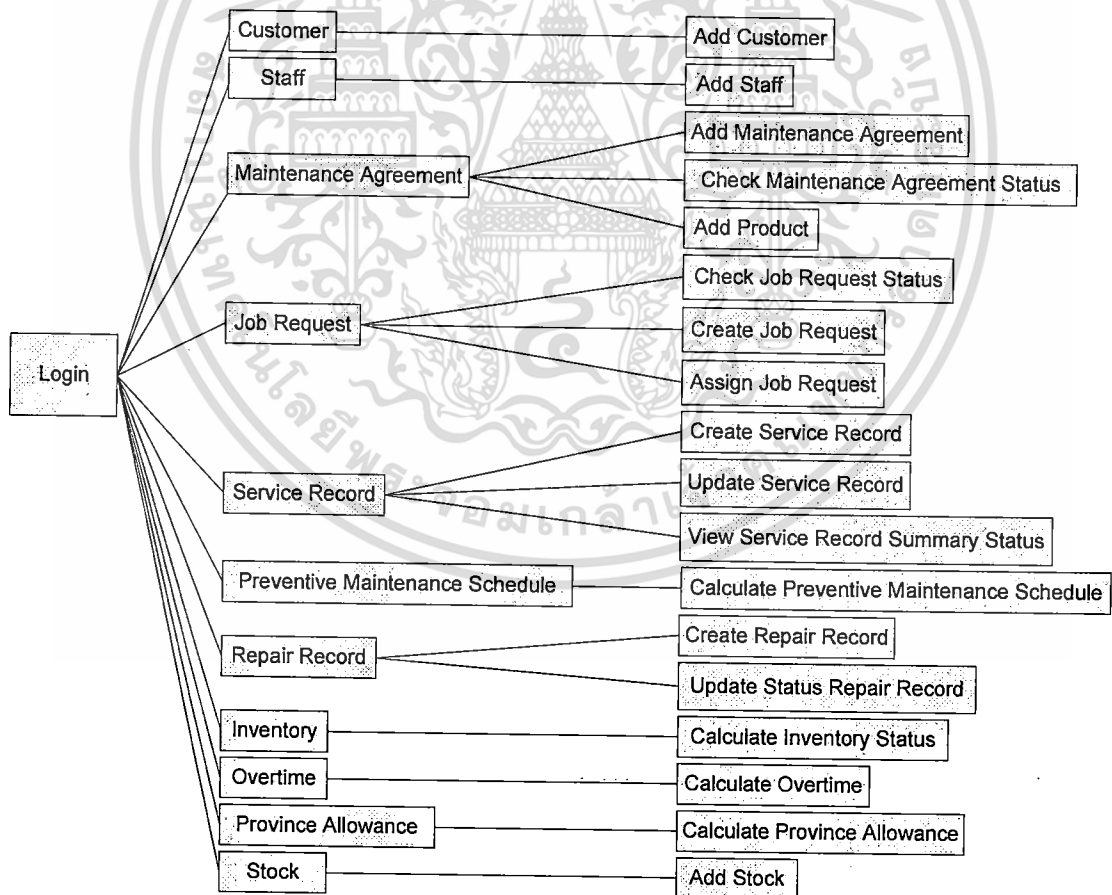 Customer
Add Customer
Staff
Add Staff
Maintenance Agreement
Add Maintenance Agreement
Check Maintenance Agreement Status
Add Product
Login
Job Request
Check Job Request Status
Create Job Request
Assign Job Request
Service Record
Create Service Record
Update Service Record
View Service Record Summary Status
Preventive Maintenance Schedule
Calculate Preventive Maintenance Schedule
Repair Record
Create Repair Record
Update Status Repair Record
Inventory
Calculate Inventory Status
Overtime
Calculate Overtime
Province Allowance
Calculate Province Allowance
Stock
Add Stock